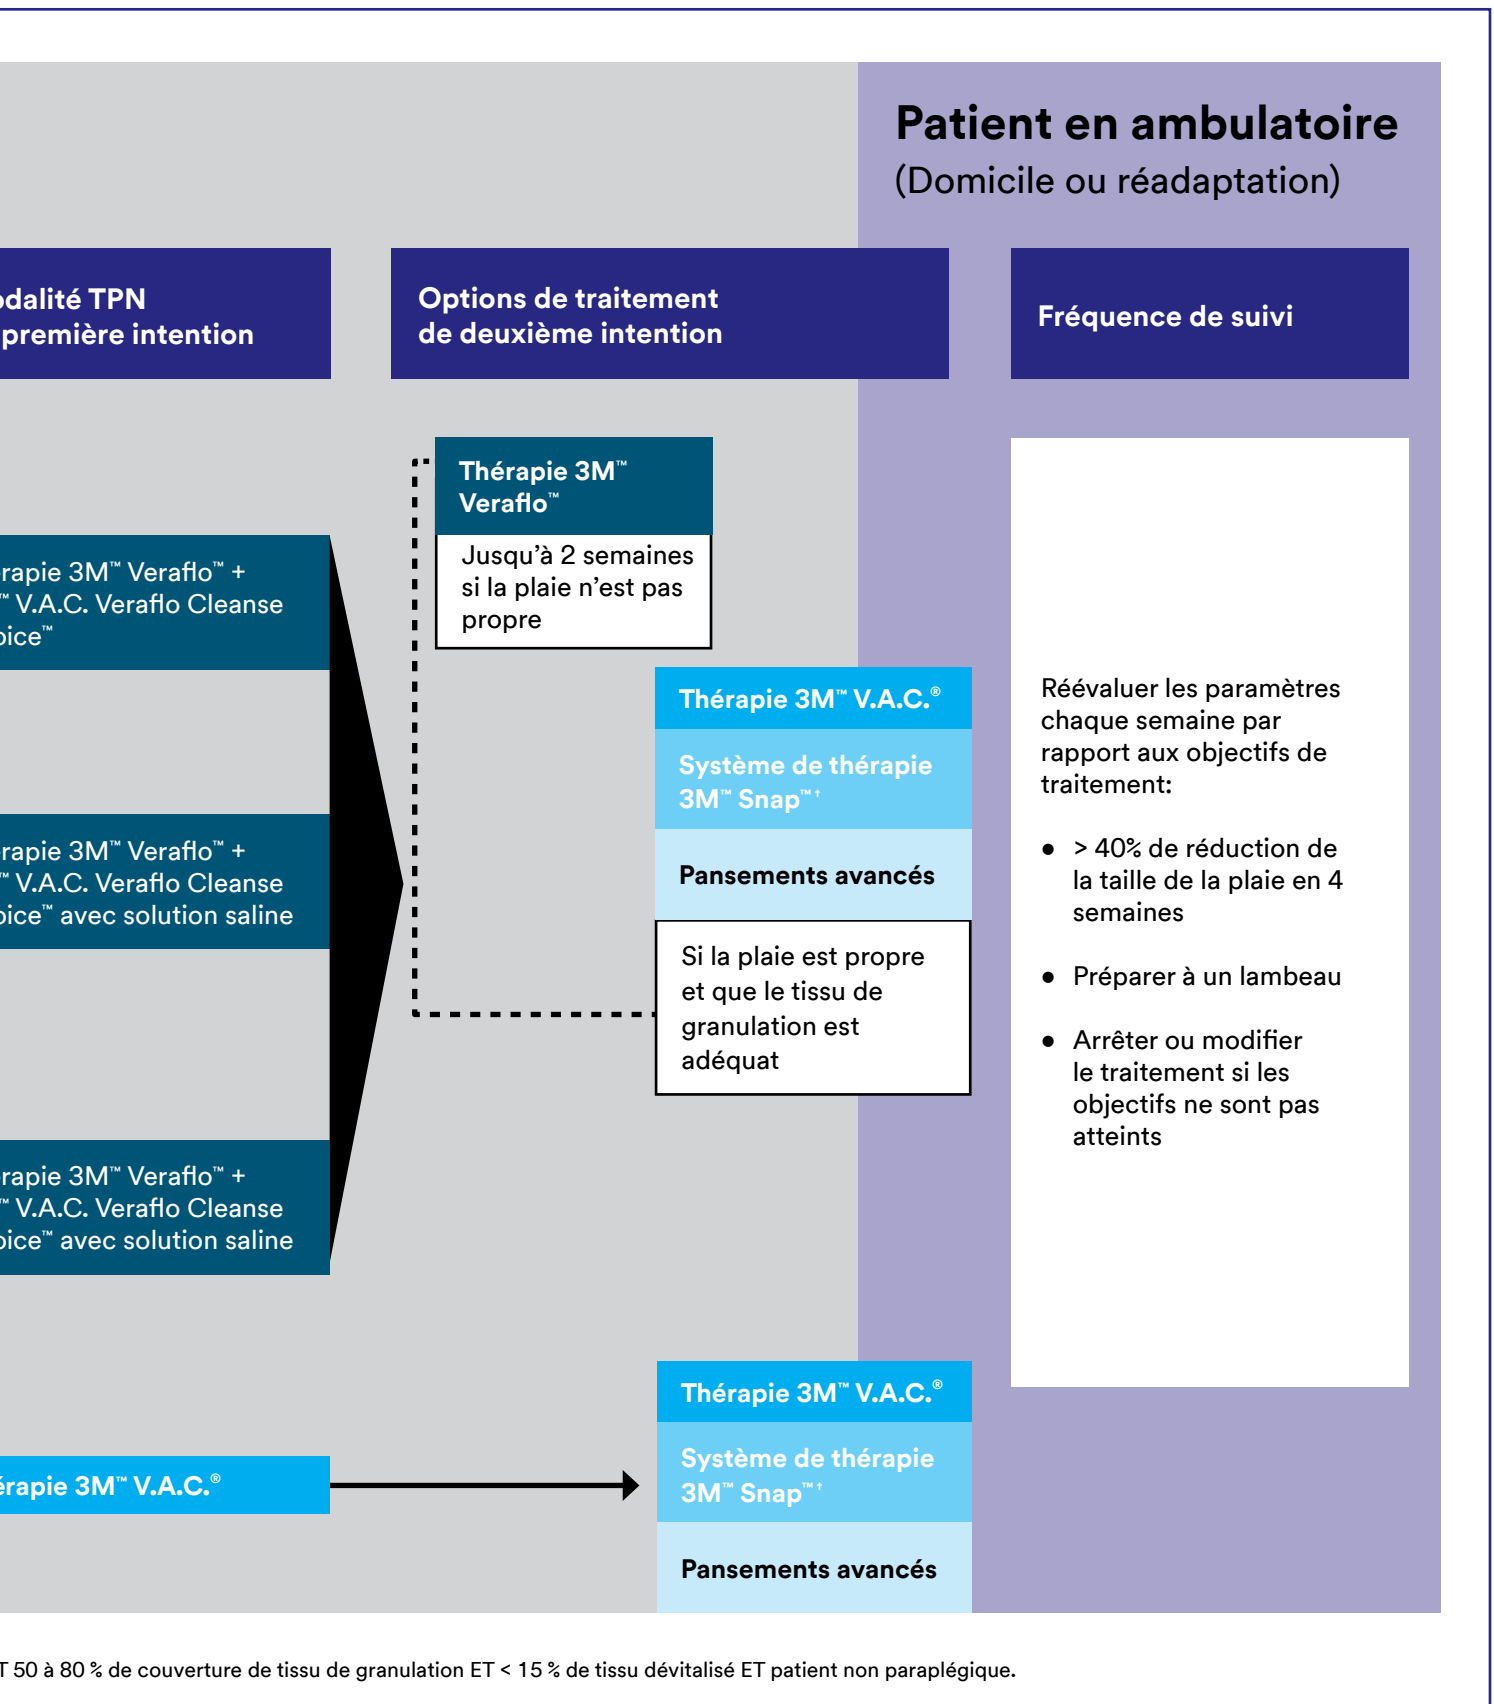 Patient en ambulatoire
(Domicile ou réadaptation)
odalité TPN
première intention
Options de traitement
de deuxième intention
Fréquence de suivi
rapie 3M™ Veraflo™ +
™ V.A.C. Veraflo Cleanse
oice™
rapie 3M™ Veraflo™ +
™ V.A.C. Veraflo Cleanse
oice™ avec solution saline
rapie 3M™ Veraflo™ +
™ V.A.C. Veraflo Cleanse
oice™ avec solution saline
érapie 3M™ V.A.C.®
Thérapie 3M™
Veraflo™
Jusqu’à 2 semaines
si la plaie n’est pas
propre
Thérapie 3M™ V.A.C.®
Système de thérapie
3M™ Snap™ †
Pansements avancés
Si la plaie est propre
et que le tissu de
granulation est
adéquat
Thérapie 3M™ V.A.C.®
Système de thérapie
3M™ Snap™ †
Pansements avancés
Réévaluer les paramètres
chaque semaine par
rapport aux objectifs de
traitement:
● > 40% de réduction de
la taille de la plaie en 4
semaines
● Préparer à un lambeau
● Arrêter ou modifier
le traitement si les
objectifs ne sont pas
atteints
T 50 à 80 % de couverture de tissu de granulation ET < 15 % de tissu dévitalisé ET patient non paraplégique.